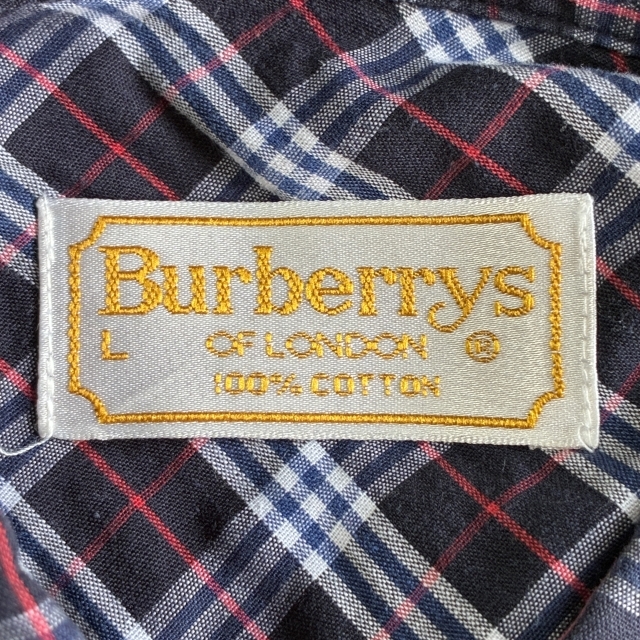 Burberrys
L OF LONDON ®
100% COTTON